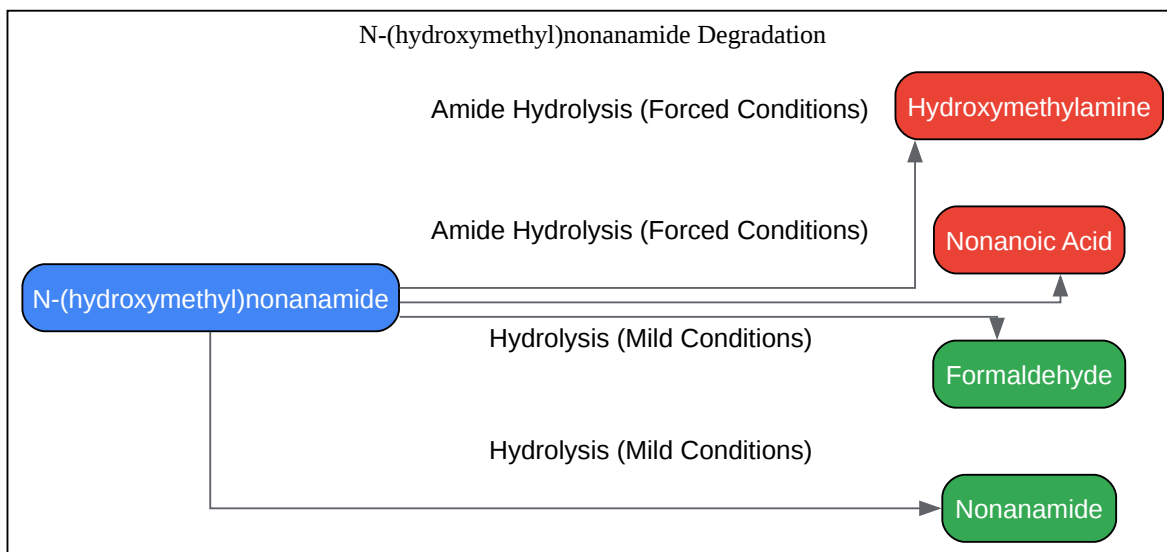 N-(hydroxymethyl)nonanamide Degradation
Amide Hydrolysis (Forced Conditions)
Hydroxymethylamine
Amide Hydrolysis (Forced Conditions)
Nonanoic Acid
N-(hydroxymethyl)nonanamide
Hydrolysis (Mild Conditions)
Formaldehyde
Hydrolysis (Mild Conditions)
Nonanamide